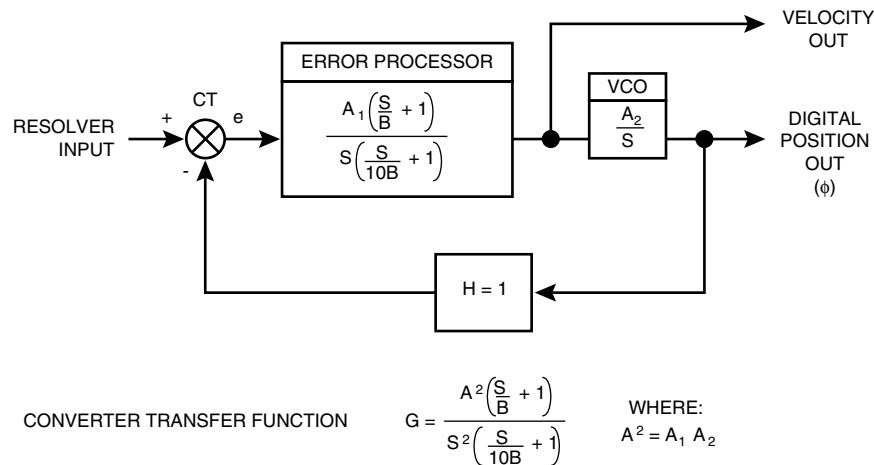 VELOCITY
OUT
ERROR PROCESSOR
VCO
CT
RESOLVER
INPUT
+
e
-
A₁(S/B + 1)
S(S/10B + 1)
A₂
S
DIGITAL
POSITION
OUT
(ϕ)
H = 1
CONVERTER TRANSFER FUNCTION
G = A²(S/B + 1)
S²(S/10B + 1)
WHERE:
A² = A₁ A₂